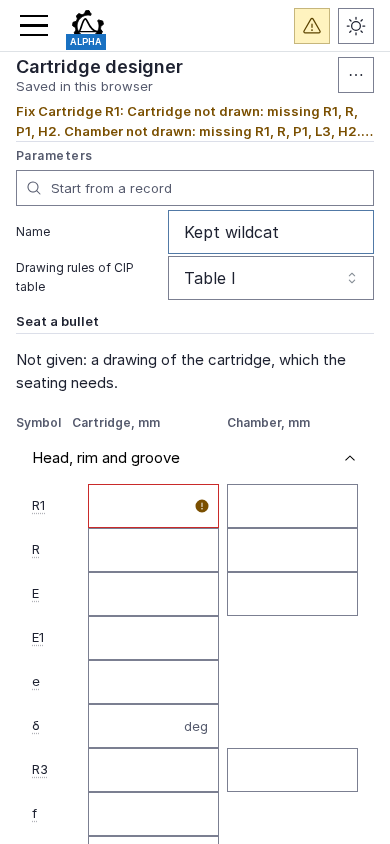 ALPHA
Cartridge designer
Saved in this browser
...
Fix Cartridge R1: Cartridge not drawn: missing R1, R,
P1, H2. Chamber not drawn: missing R1, R, P1, L3, H2....
Parameters
Start from a record
Name
Kept wildcat
Drawing rules of CIP
table
Table I
Seat a bullet
Not given: a drawing of the cartridge, which the
seating needs.
Symbol Cartridge, mm Chamber, mm
Head, rim and groove
R1
R
E
E1
e
δ deg
R3
f